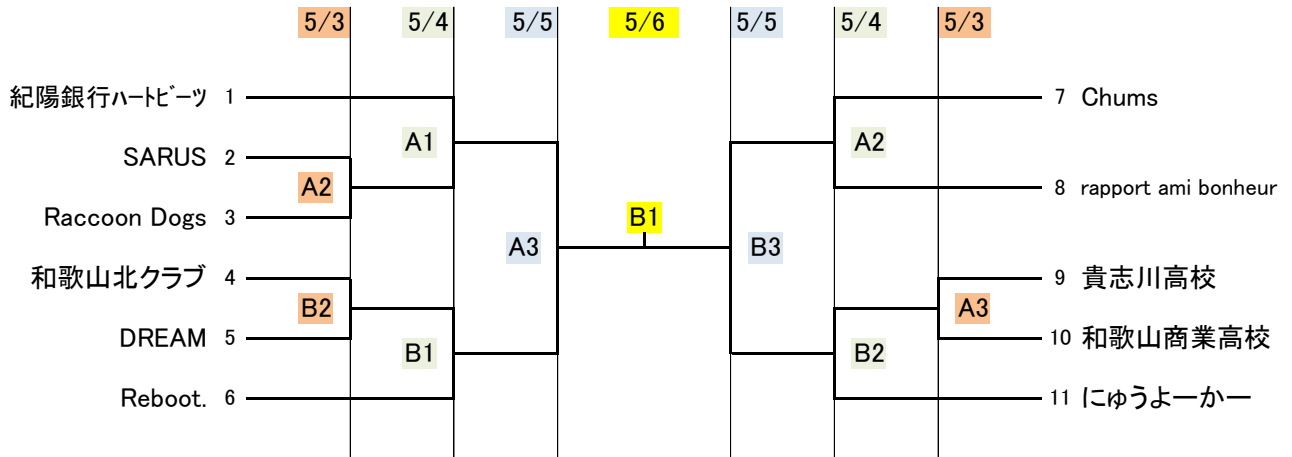 5/3 5/4 5/5 5/6 5/5 5/4 5/3
紀陽銀行ﾊｰﾄﾋﾞｰﾂ 1 7 Chums
A1 A2
SARUS 2
A2 8 rapport ami bonheur
Raccoon Dogs 3 B1
A3 B3
和歌山北クラブ 4 9 貴志川高校
B2 A3
DREAM 5 10 和歌山商業高校
B1 B2
Reboot. 6 11 にゅうよーかー